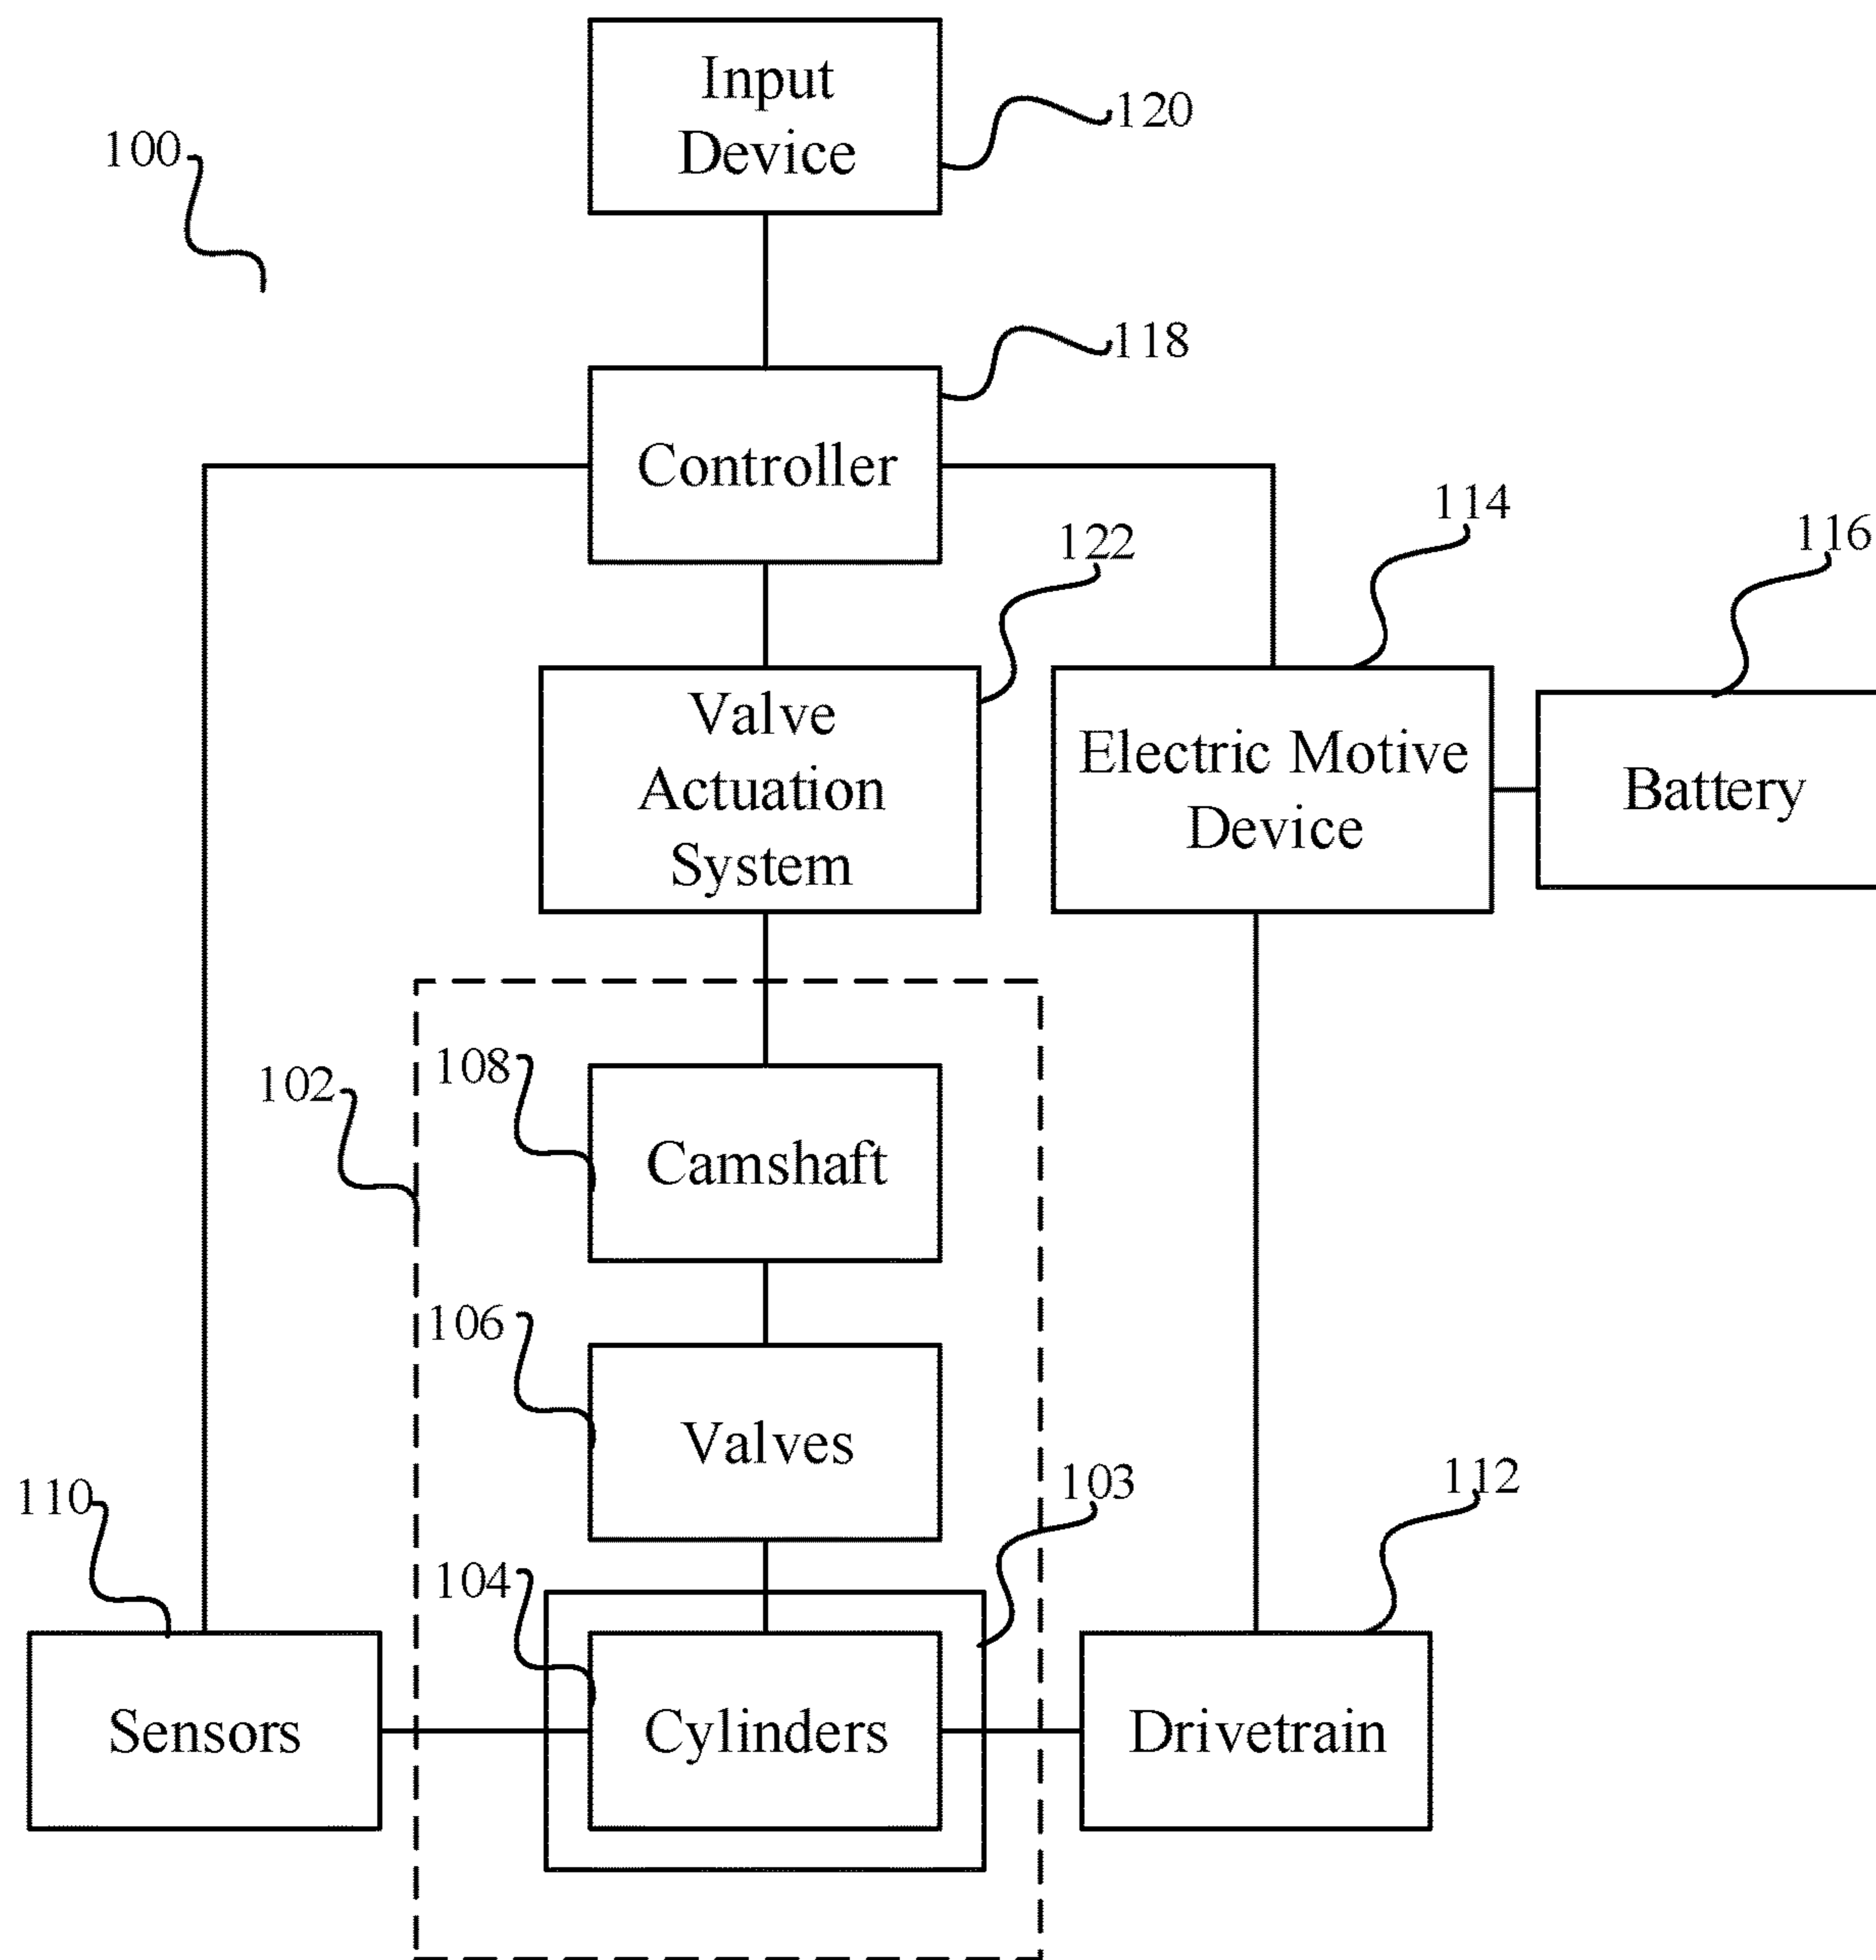 Input
Device
120
100
118
Controller
114
116
122
Valve
Actuation
System
Electric Motive
Device
Battery
108
102
Camshaft
106
Valves
103
112
110
104
Sensors
Cylinders
Drivetrain